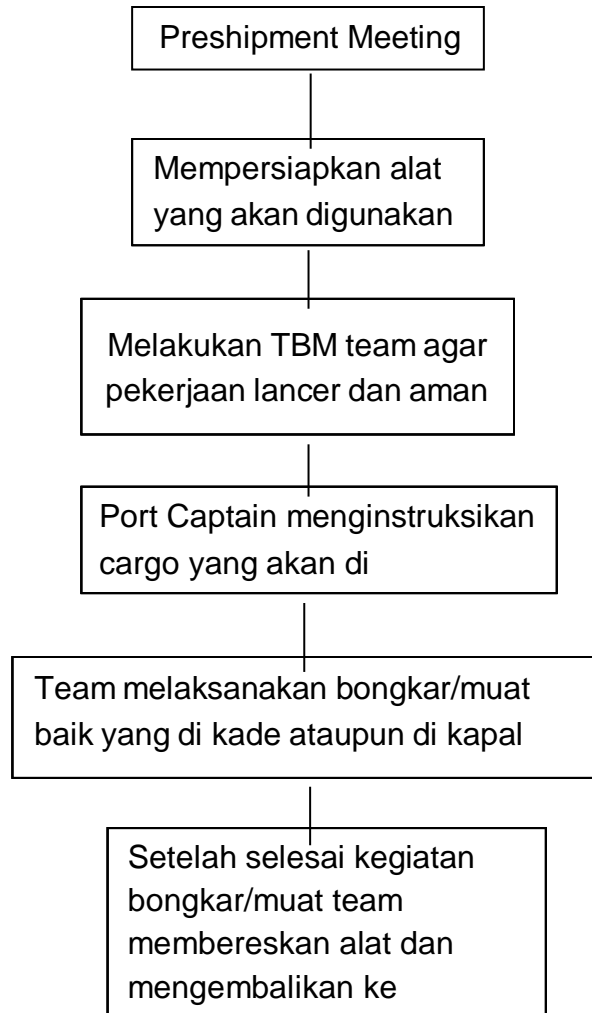 Preshipment Meeting
Mempersiapkan alat
yang akan digunakan
Melakukan TBM team agar
pekerjaan lancer dan aman
Port Captain menginstruksikan
cargo yang akan di
Team melaksanakan bongkar/muat
baik yang di kade ataupun di kapal
Setelah selesai kegiatan
bongkar/muat team
membereskan alat dan
mengembalikan ke